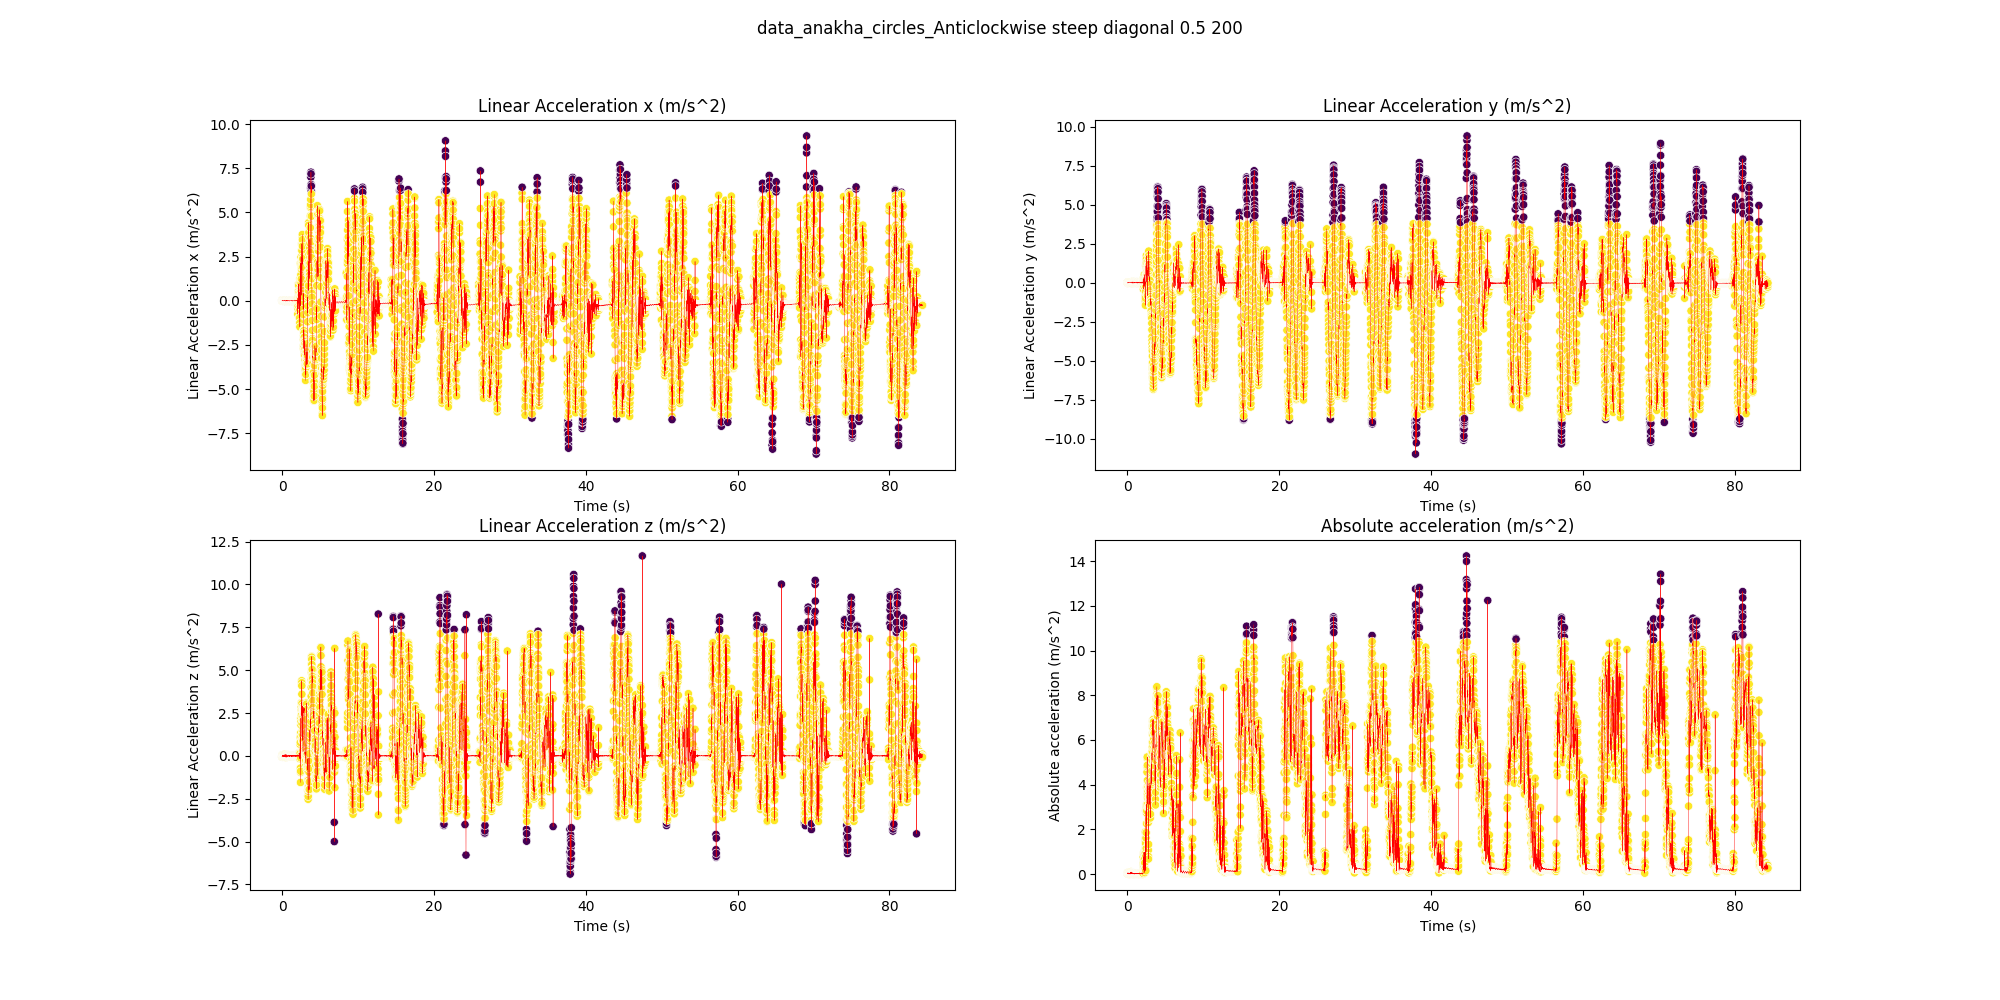 data_anakha_circles_Anticlockwise steep diagonal 0.5 200
Linear Acceleration x (m/s^2)
Linear Acceleration x (m/s^2)
10.0
7.5
5.0
2.5
0.0
−2.5
−5.0
−7.5
0 20 40 60 80
Time (s)
Linear Acceleration y (m/s^2)
Linear Acceleration y (m/s^2)
10.0
7.5
5.0
2.5
0.0
−2.5
−5.0
−7.5
−10.0
0 20 40 60 80
Time (s)
Linear Acceleration z (m/s^2)
Linear Acceleration z (m/s^2)
12.5
10.0
7.5
5.0
2.5
0.0
−2.5
−5.0
−7.5
0 20 40 60 80
Time (s)
Absolute acceleration (m/s^2)
Absolute acceleration (m/s^2)
14
12
10
8
6
4
2
0
0 20 40 60 80
Time (s)